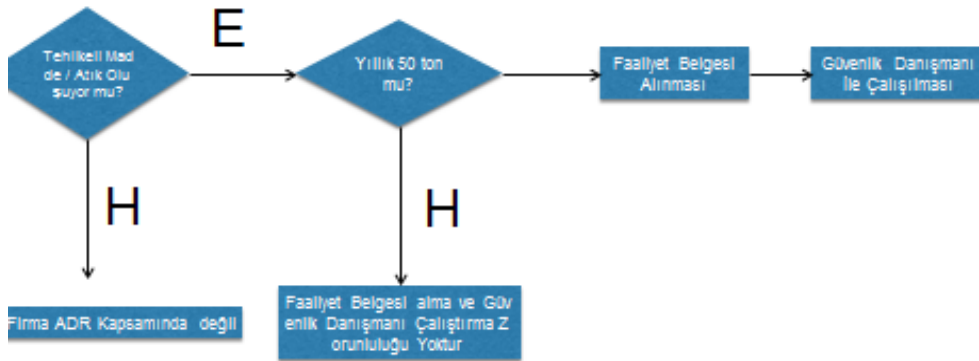 Tehlikeli Mad
de / Atık Olu
şuyor mu?
E
Yıllık 50 ton
mu?
Faaliyet Belgesi
Alınması
Güvenlik Danışmanı
İle Çalışılması
H
H
Firma ADR Kapsamında değil
Faaliyet Belgesi alma ve Güv
enlik Danışmanı Çalıştırma Z
orunluluğu Yoktur